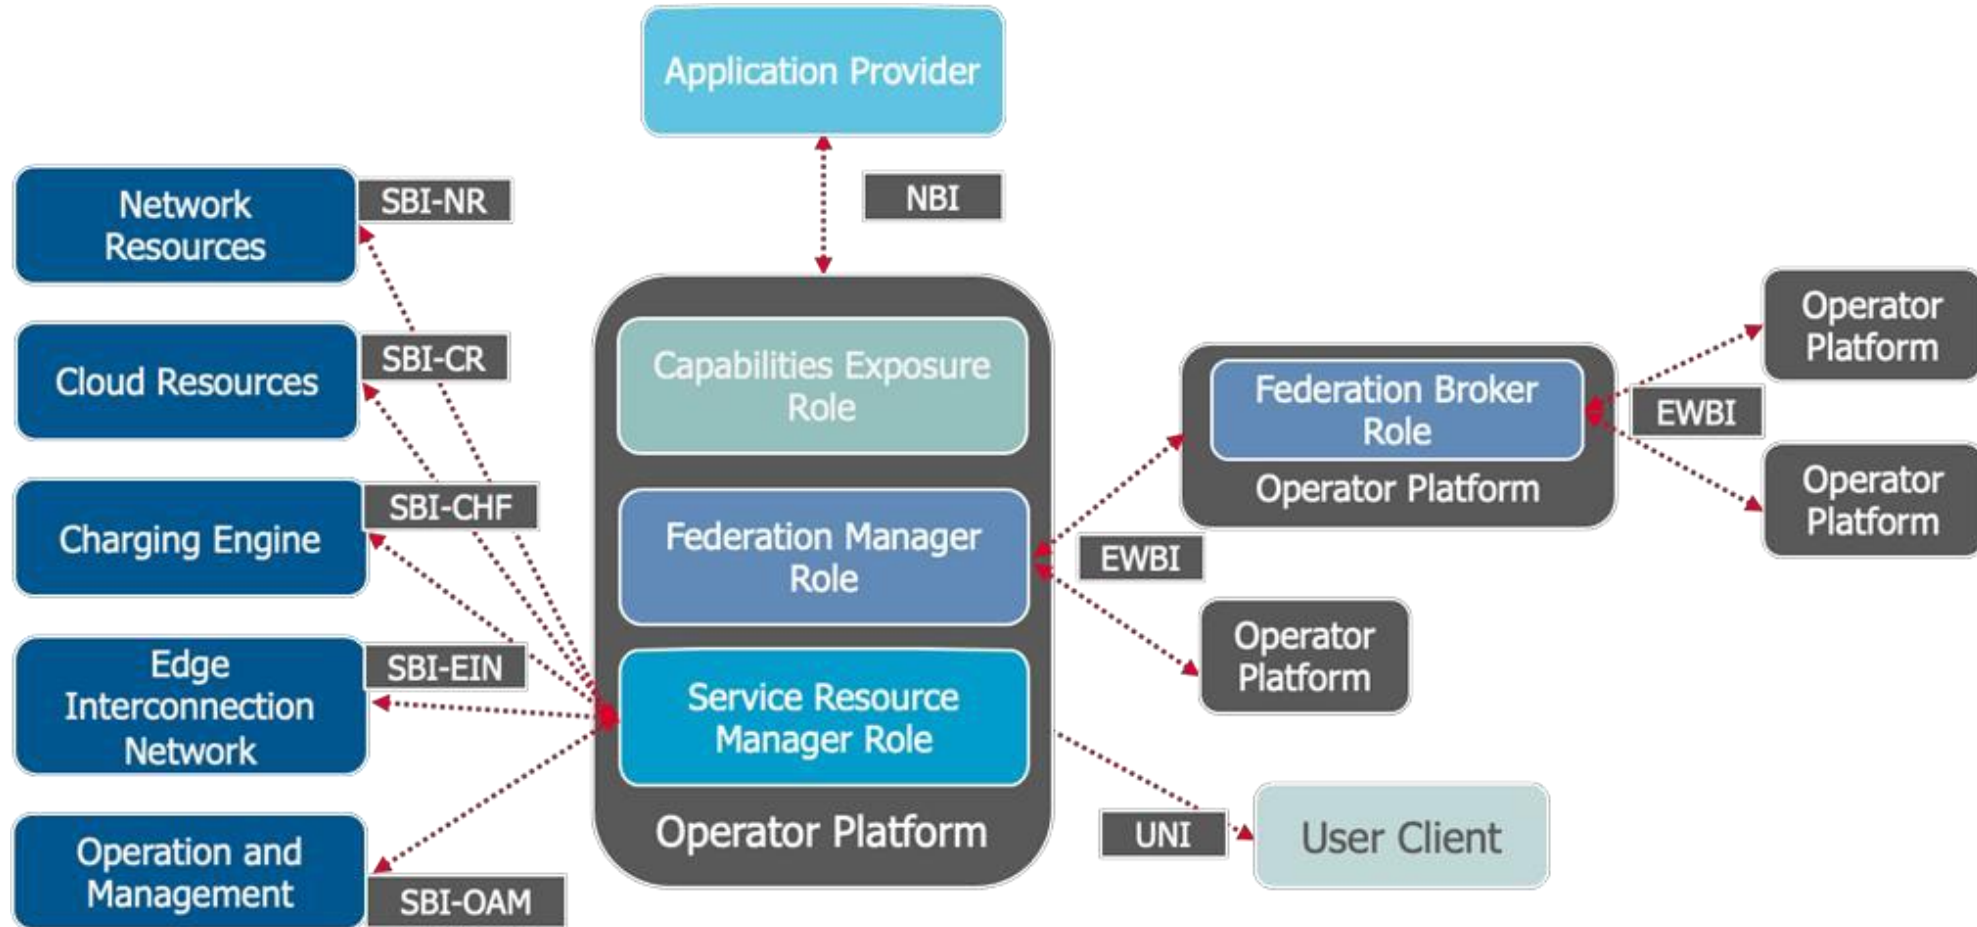 Application Provider
NBI
Network
Resources
SBI-NR
Cloud Resources
SBI-CR
Charging Engine
SBI-CHF
Edge
Interconnection
Network
SBI-EIN
Operation and
Management
SBI-OAM
Capabilities Exposure
Role
Federation Manager
Role
Service Resource
Manager Role
Operator Platform
EWBI
Federation Broker
Role
Operator Platform
EWBI
Operator
Platform
Operator
Platform
Operator
Platform
UNI
User Client